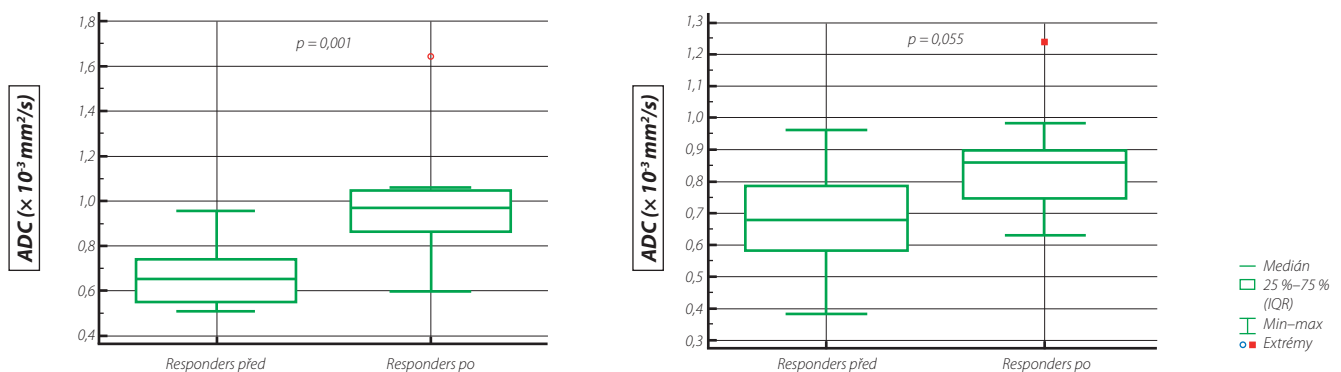 1,8
1,6
1,4
1,2
1,0
0,8
0,6
0,4
ADC (× 10⁻³ mm²/s)
p = 0,001
Responders před
Responders po
1,3
1,2
1,1
1,0
0,9
0,8
0,7
0,6
0,5
0,4
0,3
ADC (× 10⁻³ mm²/s)
p = 0,055
Responders před
Responders po
Medián
25 %–75 %
(IQR)
Min–max
Extrémy